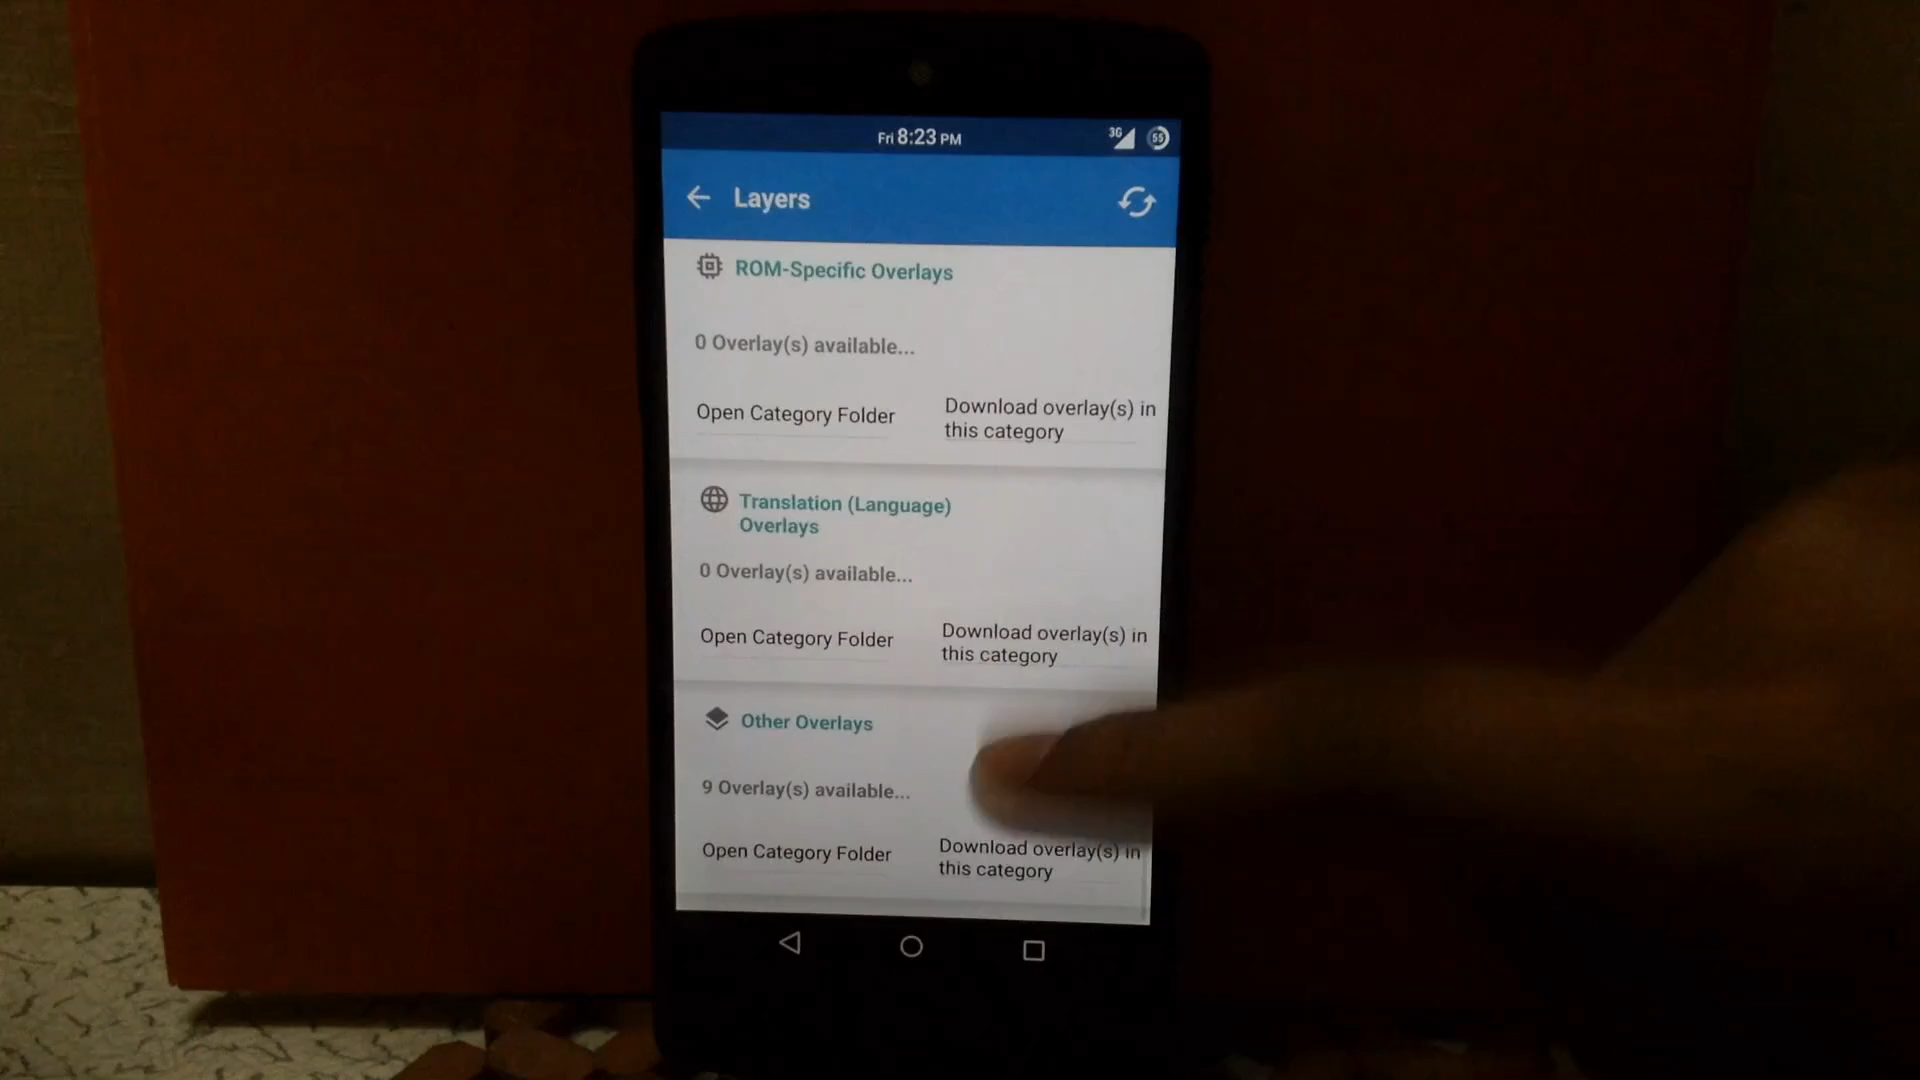 Fri 8:23 PM
3G
55
Layers
ROM-Specific Overlays
0 Overlay(s) available...
Open Category Folder
Download overlay(s) in
this category
Translation (Language)
Overlays
0 Overlay(s) available...
Open Category Folder
Download overlay(s) in
this category
Other Overlays
9 Overlay(s) available...
Open Category Folder
Download overlay(s) in
this category